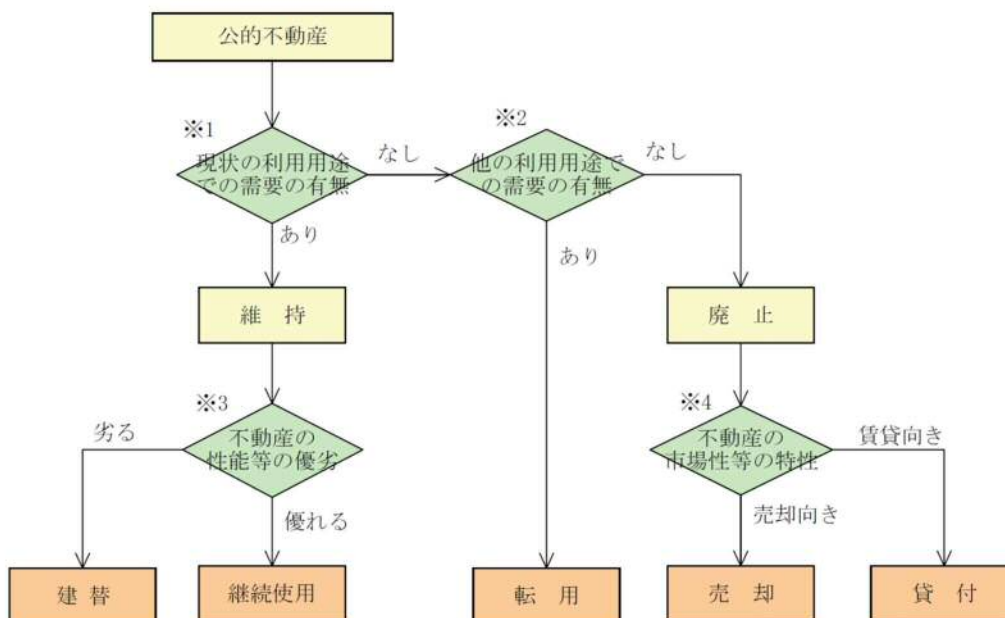 公的不動産
※1
※2
現状の利用用途
での需要の有無
なし
他の利用用途で
の需要の有無
なし
あり
あり
維 持
廃 止
※3
※4
劣る
不動産の
性能等の優劣
不動産の
市場性等の特性
賃貸向き
優れる
売却向き
建 替
継続使用
転 用
売 却
貸 付